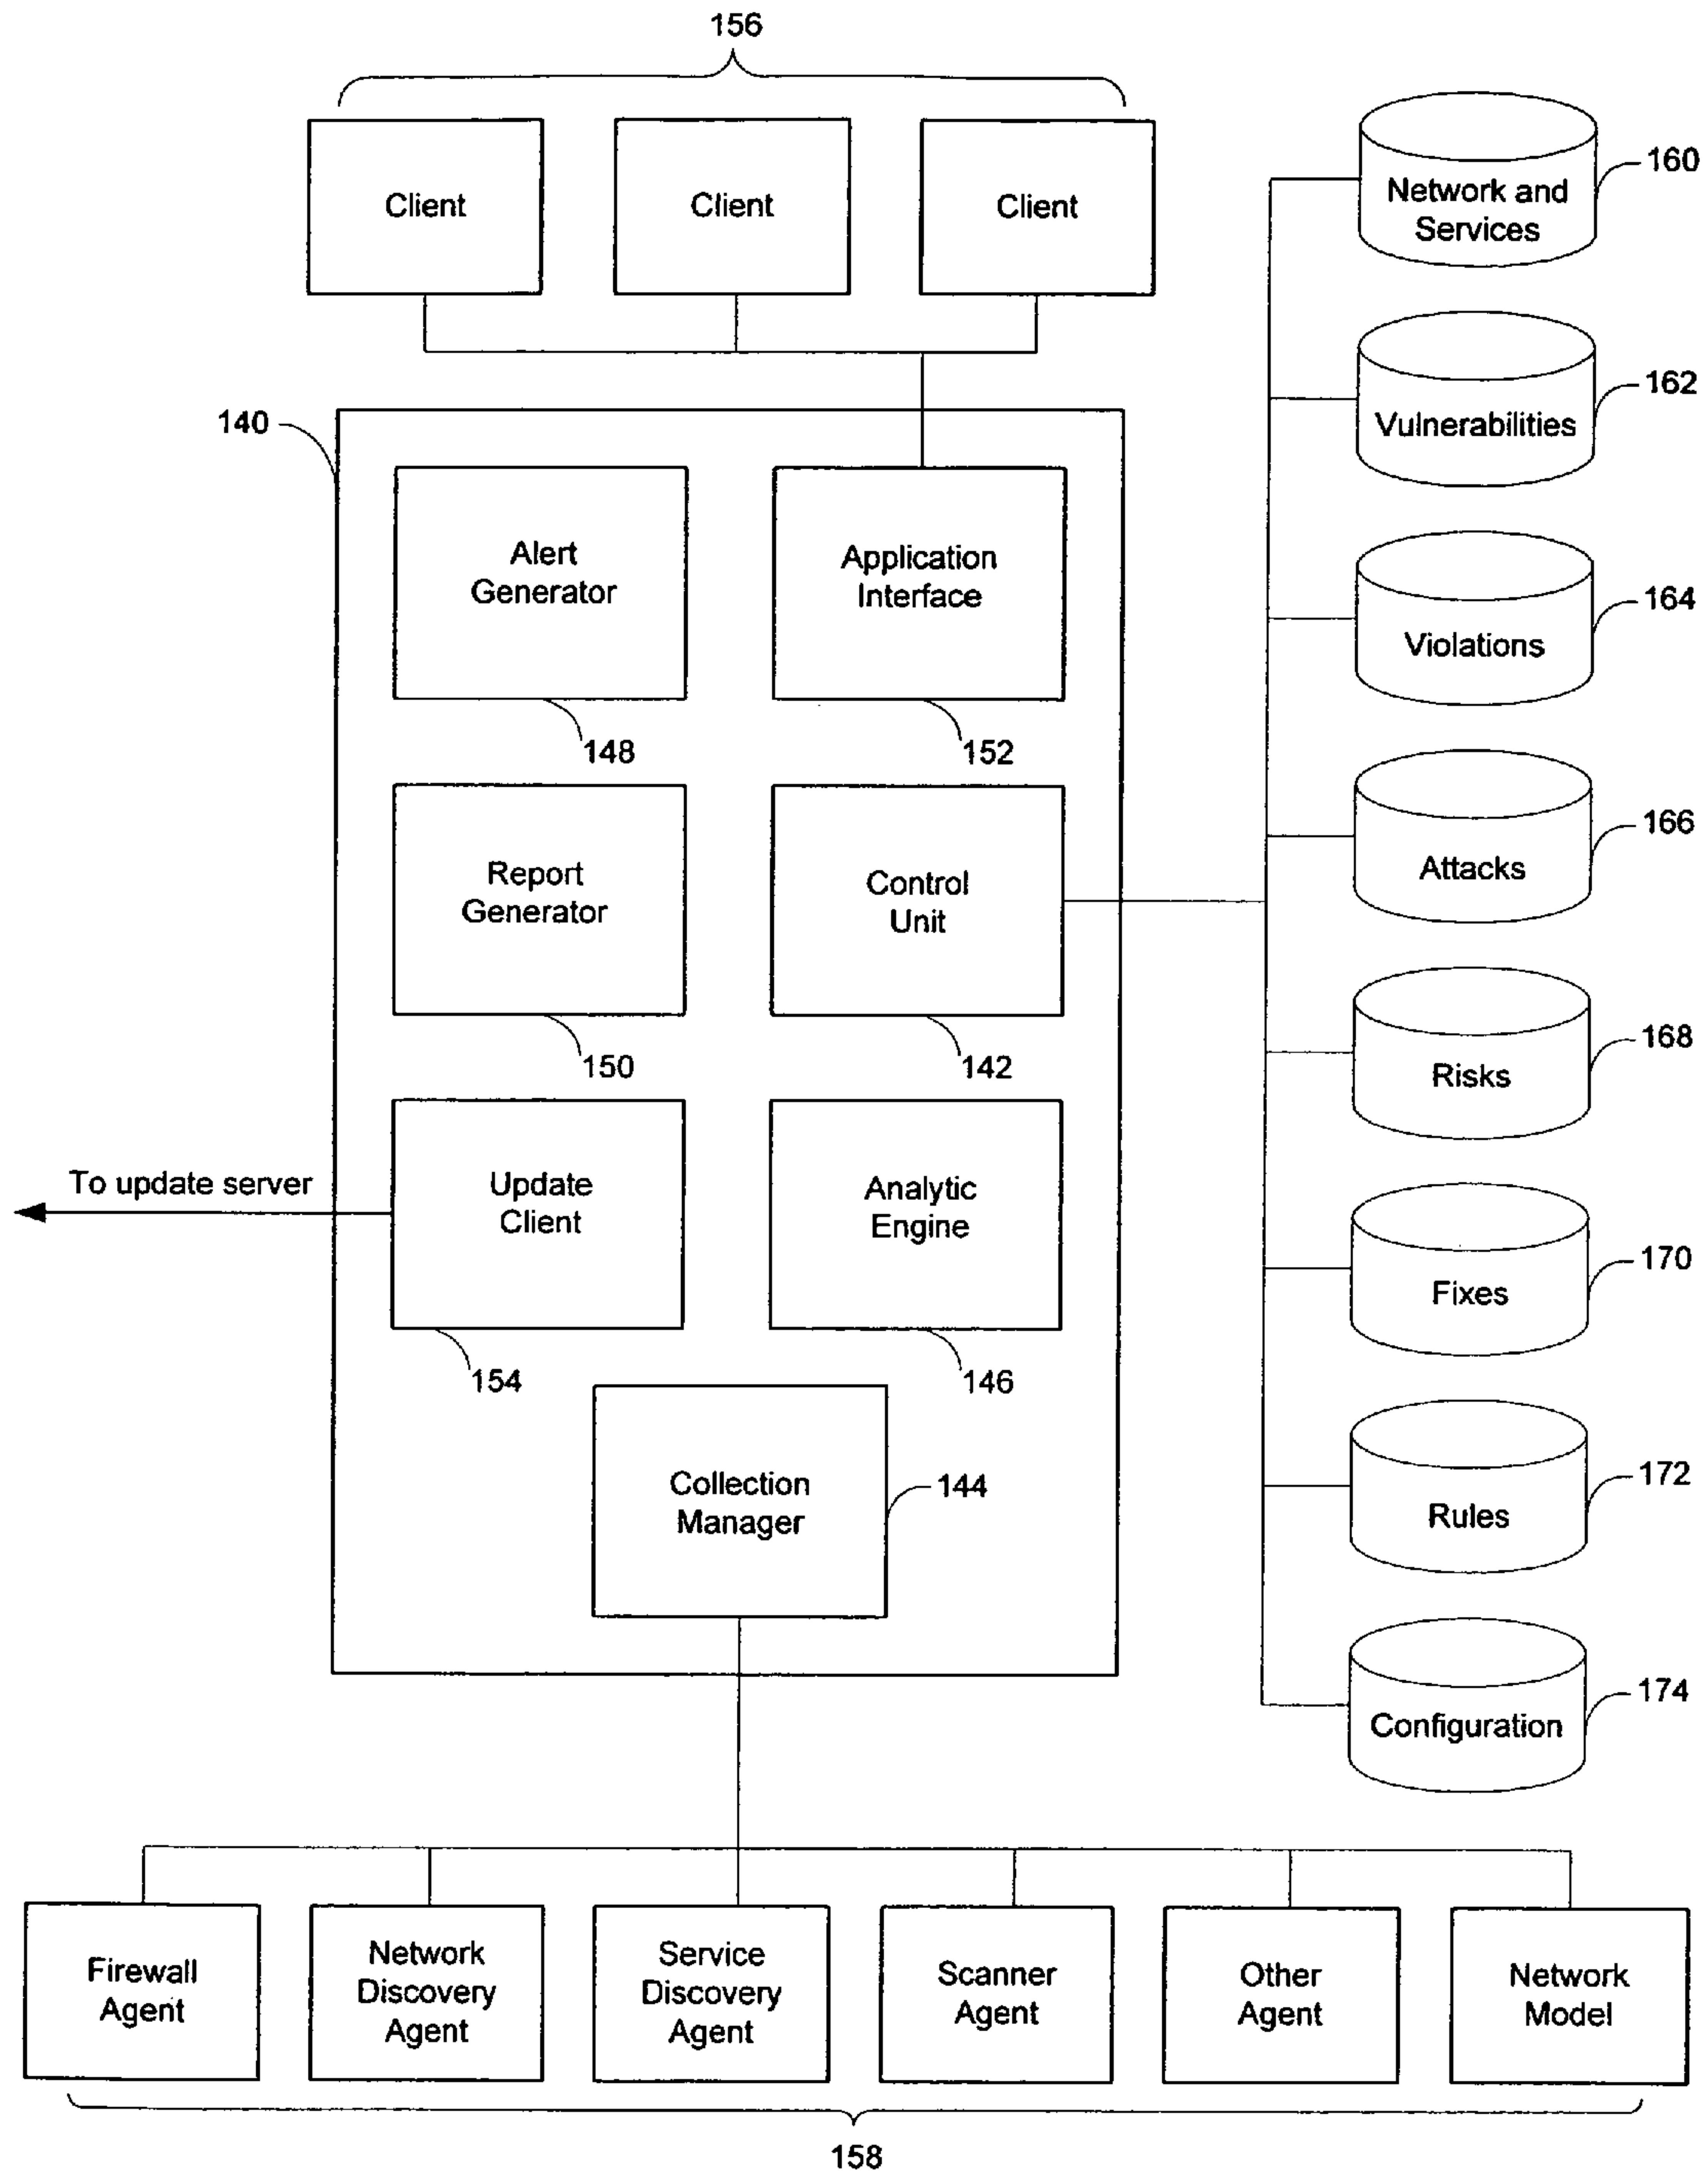 156
Client
Client
Client
140
Alert
Generator
148
Application
Interface
152
Report
Generator
150
Control
Unit
142
To update server
Update
Client
154
Analytic
Engine
146
Collection
Manager
144
Network and
Services
160
Vulnerabilities
162
Violations
164
Attacks
166
Risks
168
Fixes
170
Rules
172
Configuration
174
Firewall
Agent
Network
Discovery
Agent
Service
Discovery
Agent
Scanner
Agent
Other
Agent
Network
Model
158